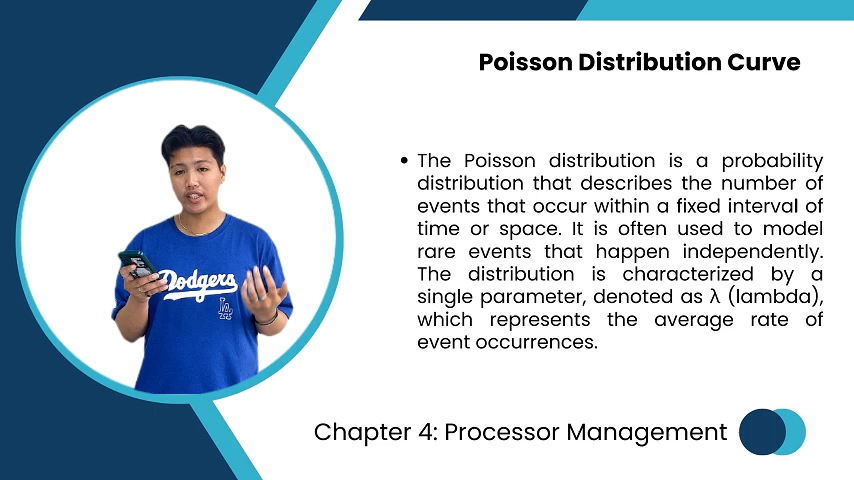 Poisson Distribution Curve
• The Poisson distribution is a probability
distribution that describes the number of
events that occur within a fixed interval of
time or space. It is often used to model
rare events that happen independently.
The distribution is characterized by a
single parameter, denoted as λ (lambda),
which represents the average rate of
event occurrences.
Dodgers
LA
Chapter 4: Processor Management